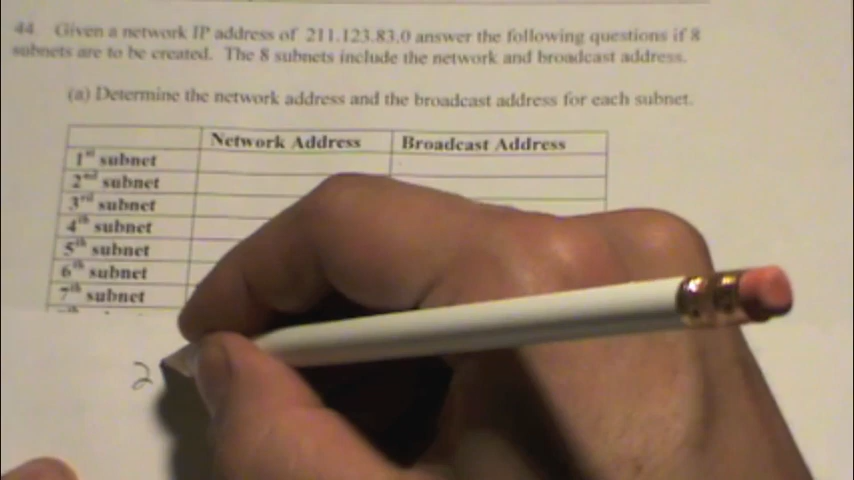 44. Given a network IP address of 211.123.83.0 answer the following questions if 8
subnets are to be created. The 8 subnets include the network and broadcast address.
(a) Determine the network address and the broadcast address for each subnet.
Network Address Broadcast Address
1st subnet
2nd subnet
3rd subnet
4th subnet
5th subnet
6th subnet
7th subnet
2